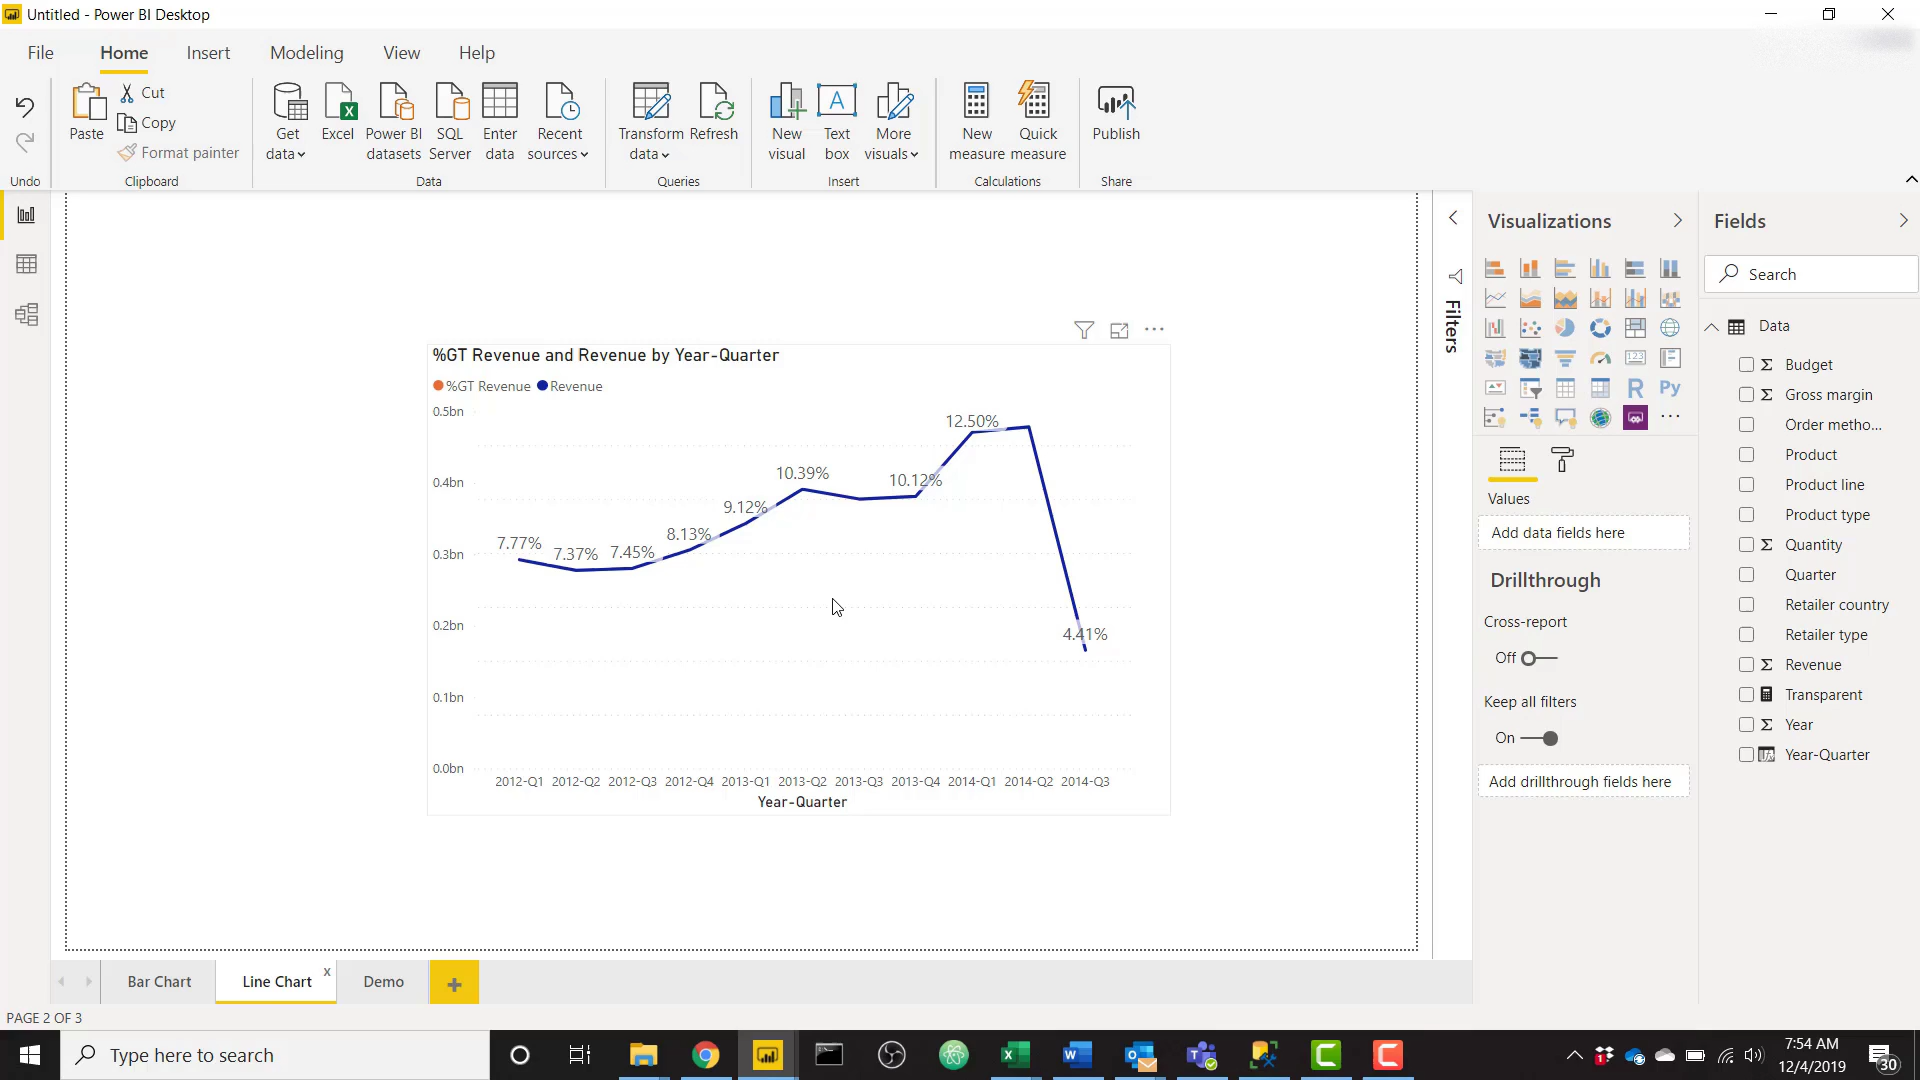 Untitled - Power BI Desktop
File Home Insert Modeling View Help
Paste
Cut
Copy
Format painter
Get data
Excel
Power BI datasets
SQL Server
Enter data
Recent sources
Transform data
Refresh
New visual
Text box
More visuals
New measure
Quick measure
Publish
Undo Clipboard Data Queries Insert Calculations Share
%GT Revenue and Revenue by Year-Quarter
%GT Revenue Revenue
0.5bn
0.4bn
0.3bn
0.2bn
0.1bn
0.0bn
7.77%
7.37%
7.45%
8.13%
9.12%
10.39%
10.12%
12.50%
4.41%
2012-Q1 2012-Q2 2012-Q3 2012-Q4 2013-Q1 2013-Q2 2013-Q3 2013-Q4 2014-Q1 2014-Q2 2014-Q3
Year-Quarter
Filters
Visualizations
123
R
Py
Values
Add data fields here
Drillthrough
Cross-report
Off
Keep all filters
On
Add drillthrough fields here
Fields
Search
Data
Σ Budget
Σ Gross margin
Order metho...
Product
Product line
Product type
Σ Quantity
Quarter
Retailer country
Retailer type
Σ Revenue
Transparent
Σ Year
Year-Quarter
Bar Chart Line Chart x Demo +
PAGE 2 OF 3
Type here to search
7:54 AM
12/4/2019
30